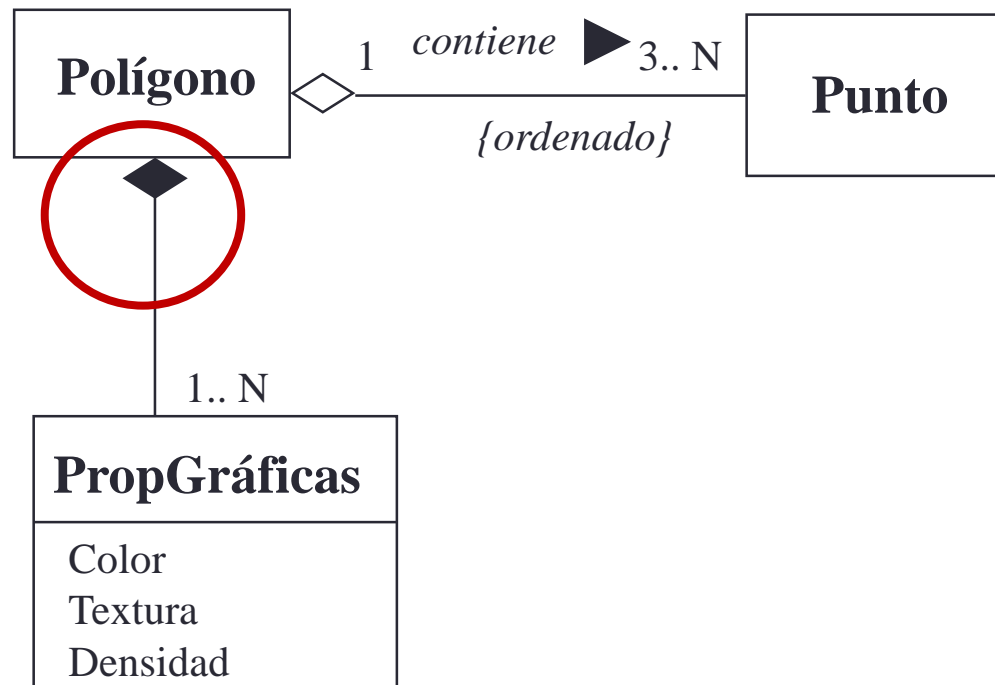 Polígono
1
contiene
3.. N
{ordenado}
Punto
1.. N
PropGráficas
Color
Textura
Densidad